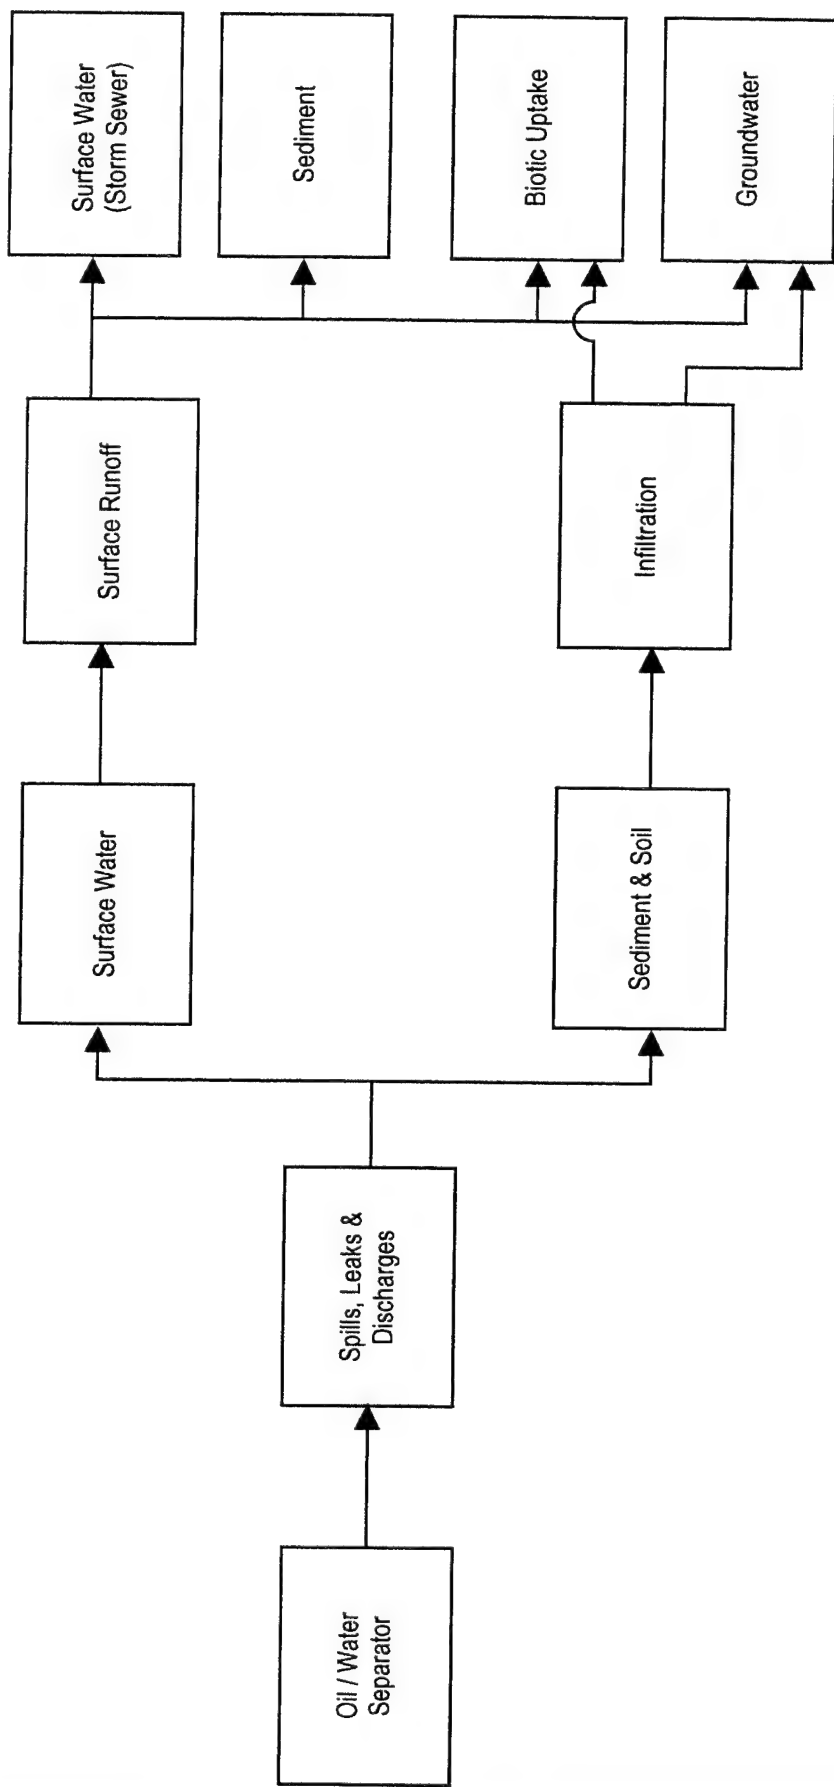 Oil / Water
Separator
Spills, Leaks &
Discharges
Surface Water
Sediment & Soil
Surface Runoff
Infiltration
Surface Water
(Storm Sewer)
Sediment
Biotic Uptake
Groundwater